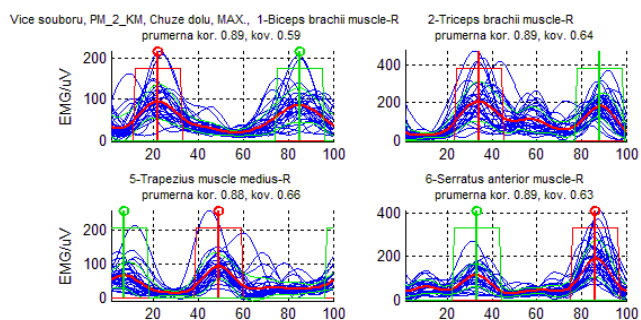 Vice souboru, PM_2_KM, Chuze dolu, MAX., 1-Biceps brachii muscle-R
prumerna kor. 0.89, kov. 0.59
2-Triceps brachii muscle-R
prumerna kor. 0.89, kov. 0.64
EMG/uV
200
100
0
20 40 60 80 100
400
200
0
20 40 60 80 100
5-Trapezius muscle medius-R
prumerna kor. 0.88, kov. 0.66
6-Serratus anterior muscle-R
prumerna kor. 0.89, kov. 0.63
EMG/uV
200
100
0
20 40 60 80 100
400
200
0
20 40 60 80 100